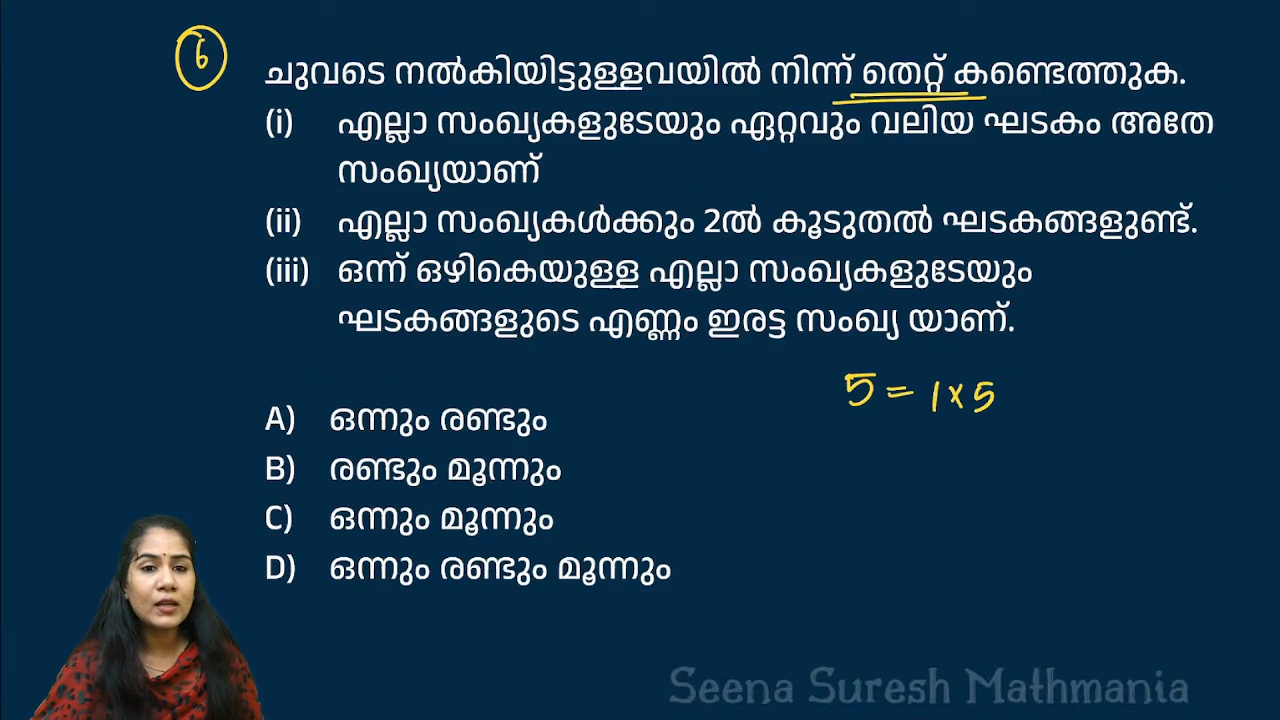 6
ചുവടെ നൽകിയിട്ടുള്ളവയിൽ നിന്ന് തെറ്റ് കണ്ടെത്തുക.
(i) എല്ലാ സംഖ്യകളുടേയും ഏറ്റവും വലിയ ഘടകം അതേ
സംഖ്യയാണ്
(ii) എല്ലാ സംഖ്യകൾക്കും 2ൽ കൂടുതൽ ഘടകങ്ങളുണ്ട്.
(iii) ഒന്ന് ഒഴികെയുള്ള എല്ലാ സംഖ്യകളുടേയും
ഘടകങ്ങളുടെ എണ്ണം ഇരട്ട സംഖ്യ യാണ്.
5 = 1 x 5
A) ഒന്നും രണ്ടും
B) രണ്ടും മൂന്നും
C) ഒന്നും മൂന്നും
D) ഒന്നും രണ്ടും മൂന്നും
Seena Suresh Mathmania